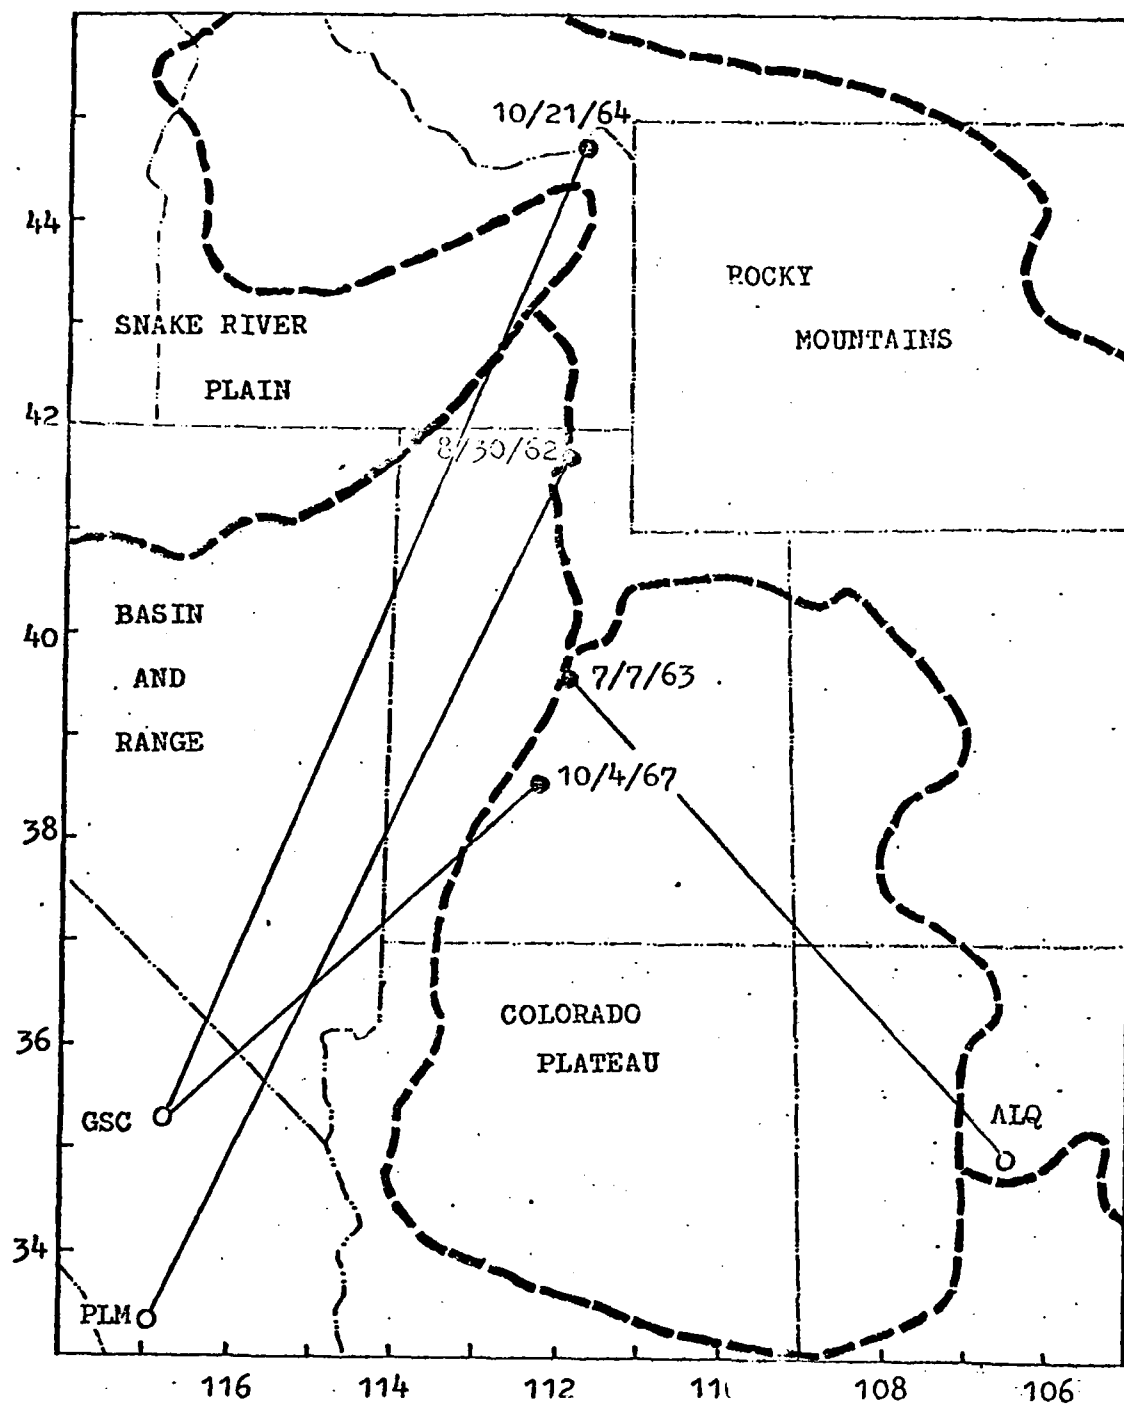 10/21/64
44
ROCKY
SNAKE RIVER
MOUNTAINS
PLAIN
42
8/30/62
BASIN
40
AND
7/7/63
RANGE
10/4/67
38
COLORADO
36
PLATEAU
GSC
ALQ
34
PLM
116
114
112
108
106